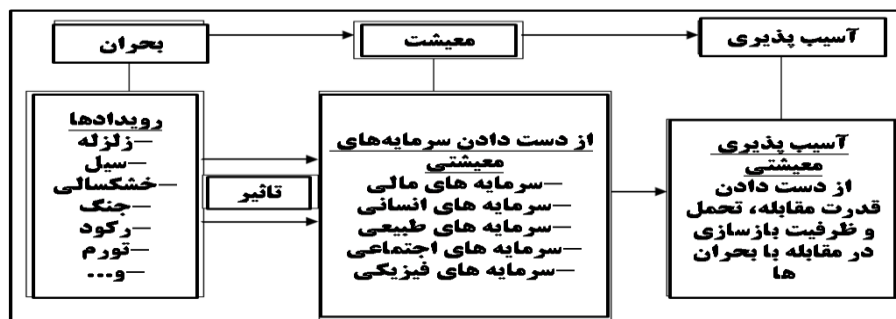 بحران
معیشت
آسیب پذیری
رویدادها
–زلزله
–سیل
–خشکسالی
–جنگ
–رکود
–تورم
–و...
تاثیر
از دست دادن سرمایه‌های
معیشتی
–سرمایه های مالی
–سرمایه های انسانی
–سرمایه های طبیعی
–سرمایه های اجتماعی
–سرمایه های فیزیکی
آسیب پذیری
معیشتی
از دست دادن
قدرت مقابله، تحمل
و ظرفیت بازسازی
در مقابله با بحران
ها